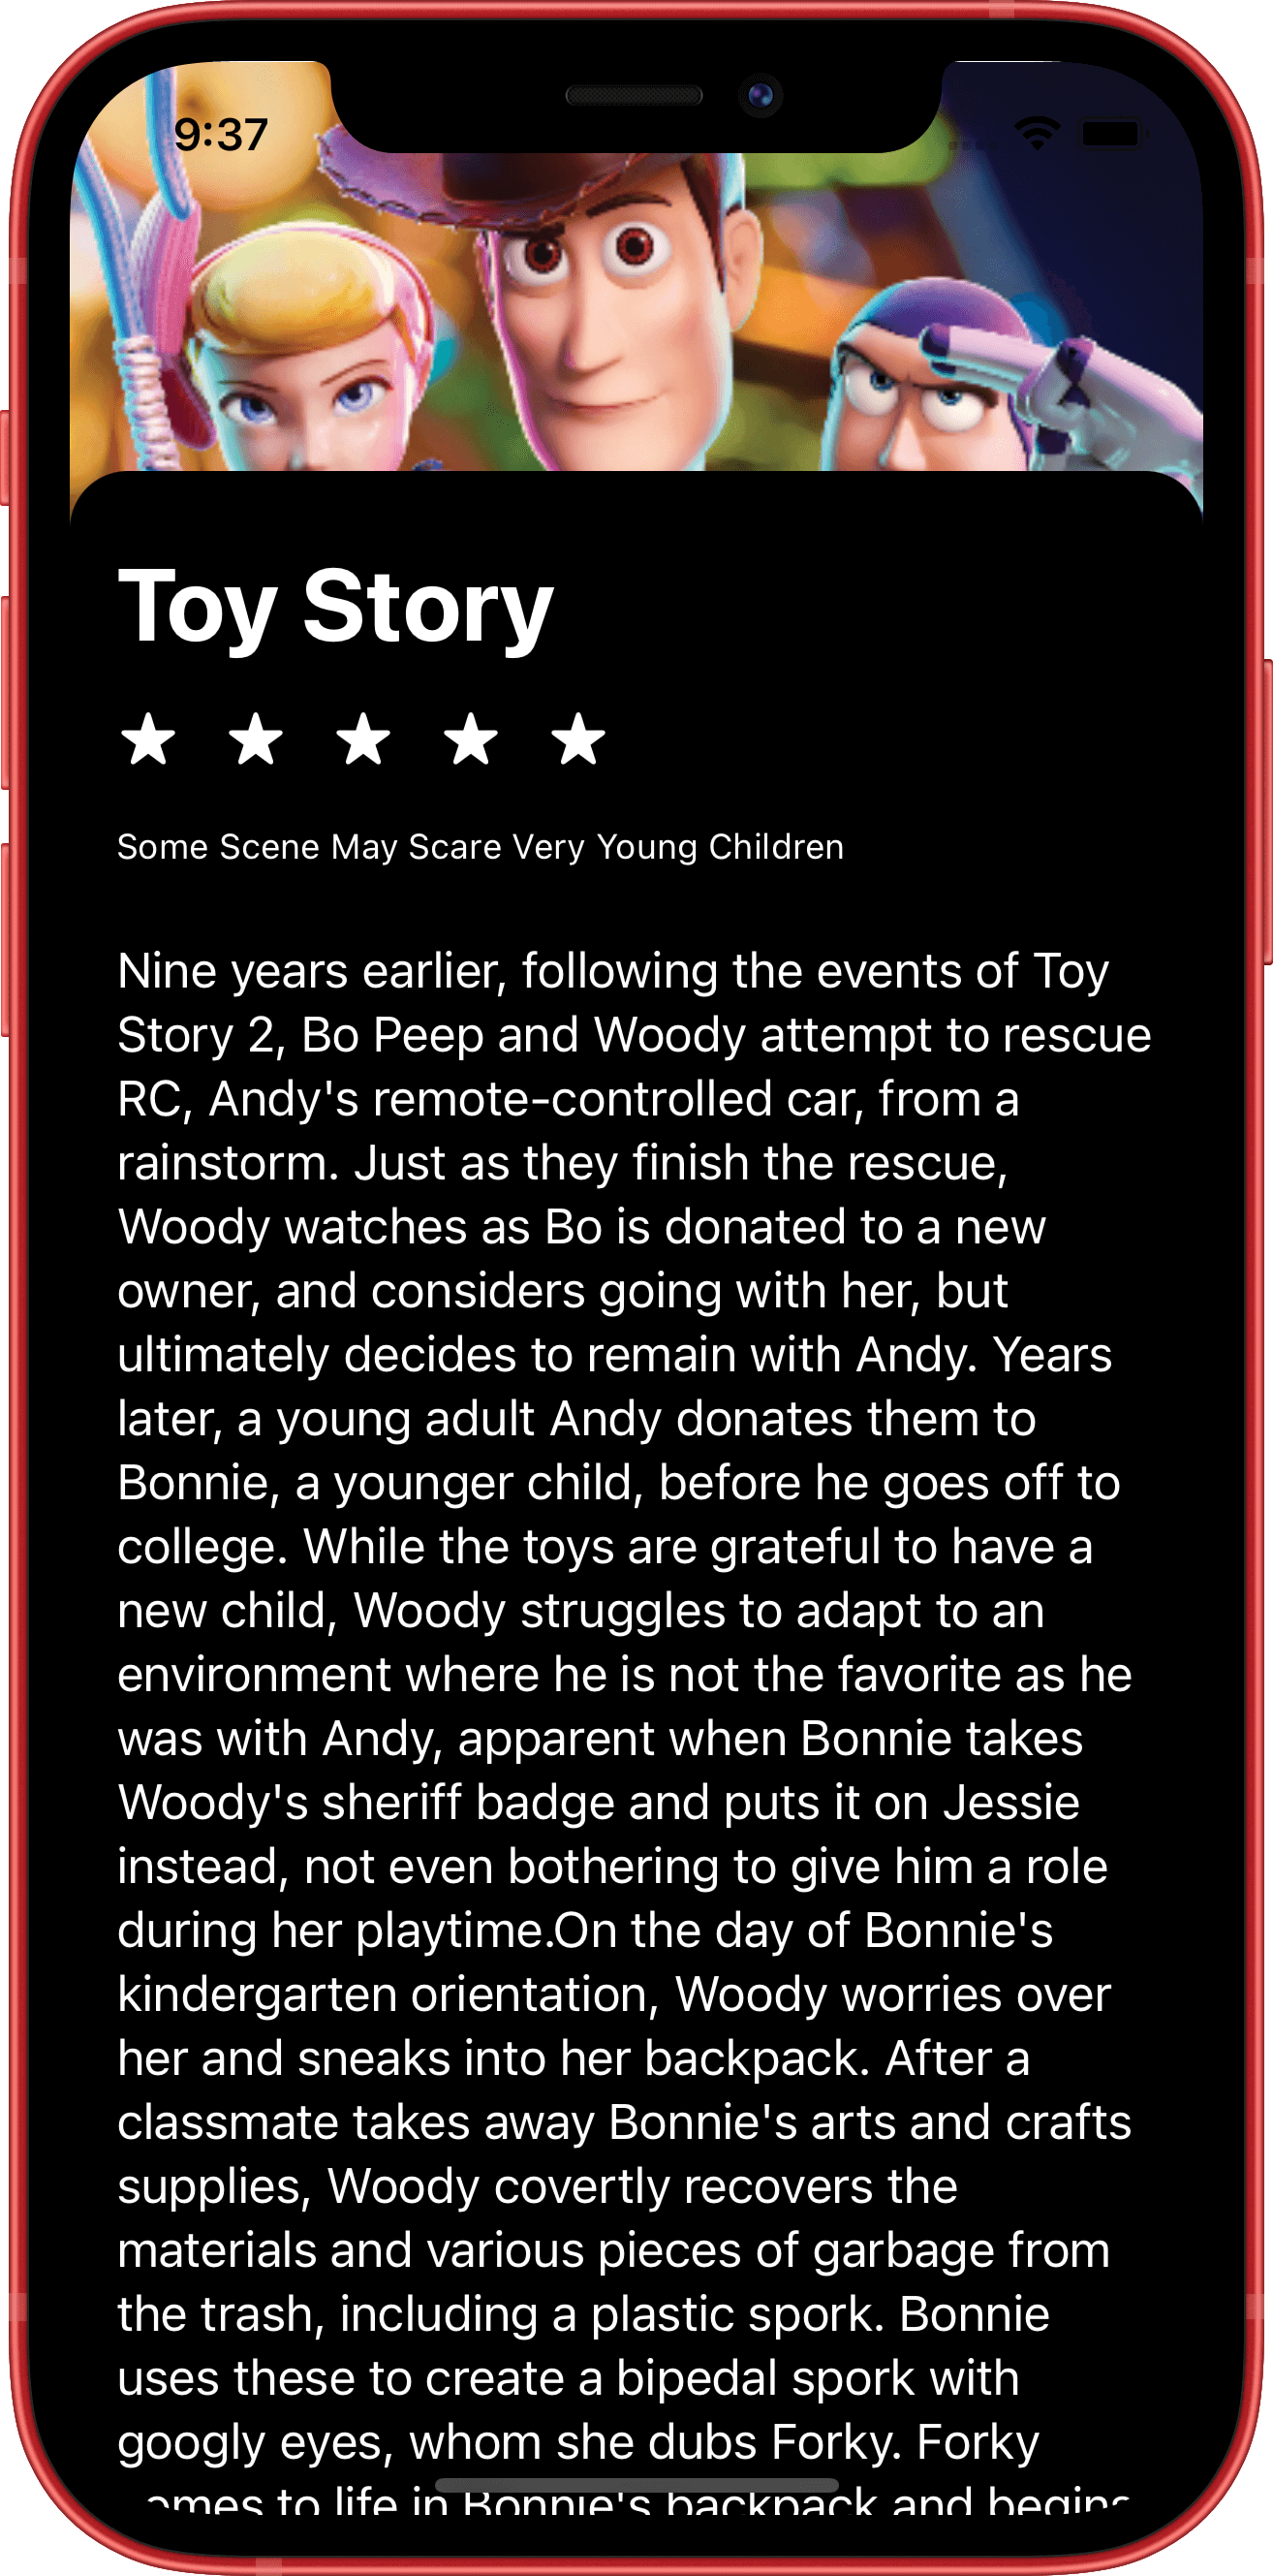 9:37
Toy Story
Some Scene May Scare Very Young Children
Nine years earlier, following the events of Toy
Story 2, Bo Peep and Woody attempt to rescue
RC, Andy's remote-controlled car, from a
rainstorm. Just as they finish the rescue,
Woody watches as Bo is donated to a new
owner, and considers going with her, but
ultimately decides to remain with Andy. Years
later, a young adult Andy donates them to
Bonnie, a younger child, before he goes off to
college. While the toys are grateful to have a
new child, Woody struggles to adapt to an
environment where he is not the favorite as he
was with Andy, apparent when Bonnie takes
Woody's sheriff badge and puts it on Jessie
instead, not even bothering to give him a role
during her playtime.On the day of Bonnie's
kindergarten orientation, Woody worries over
her and sneaks into her backpack. After a
classmate takes away Bonnie's arts and crafts
supplies, Woody covertly recovers the
materials and various pieces of garbage from
the trash, including a plastic spork. Bonnie
uses these to create a bipedal spork with
googly eyes, whom she dubs Forky. Forky
comes to life in Bonnie's backpack and begins